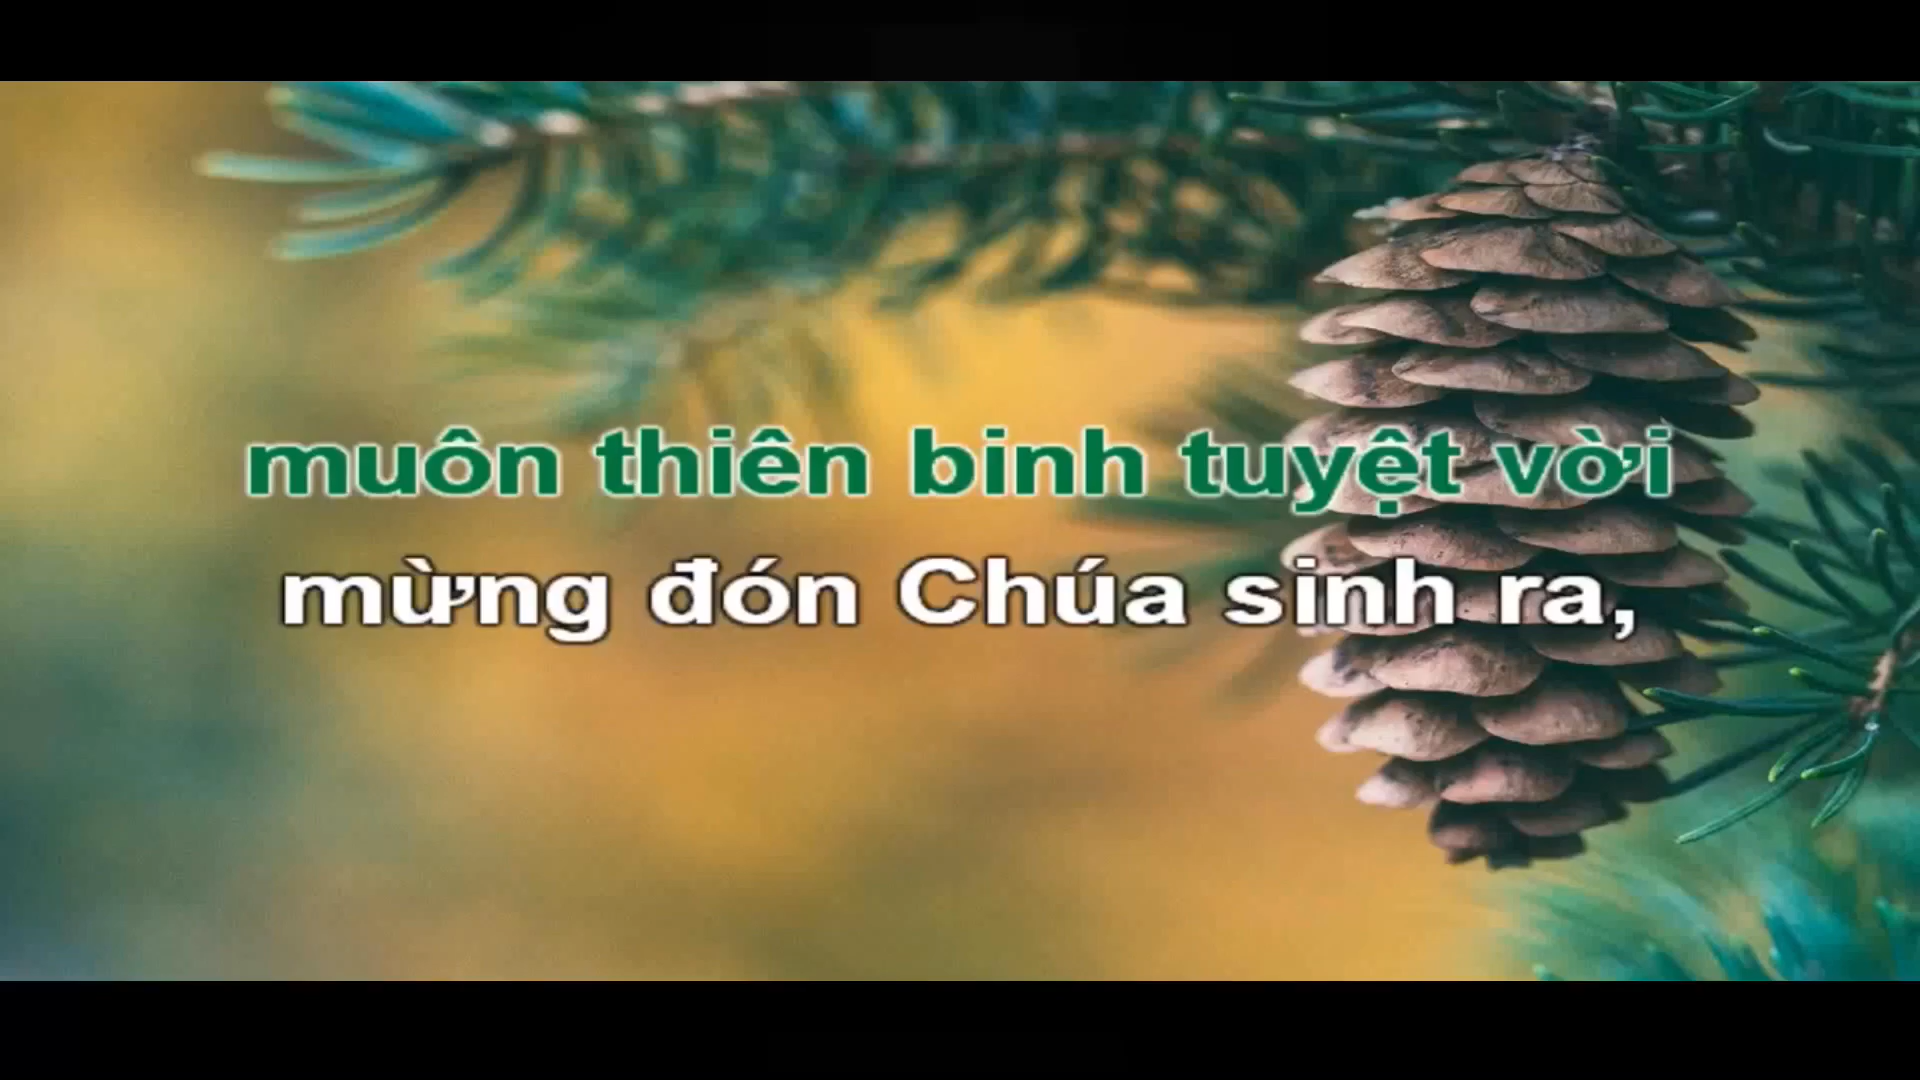 muôn thiên binh tuyệt vời
mừng đón Chúa sinh ra,